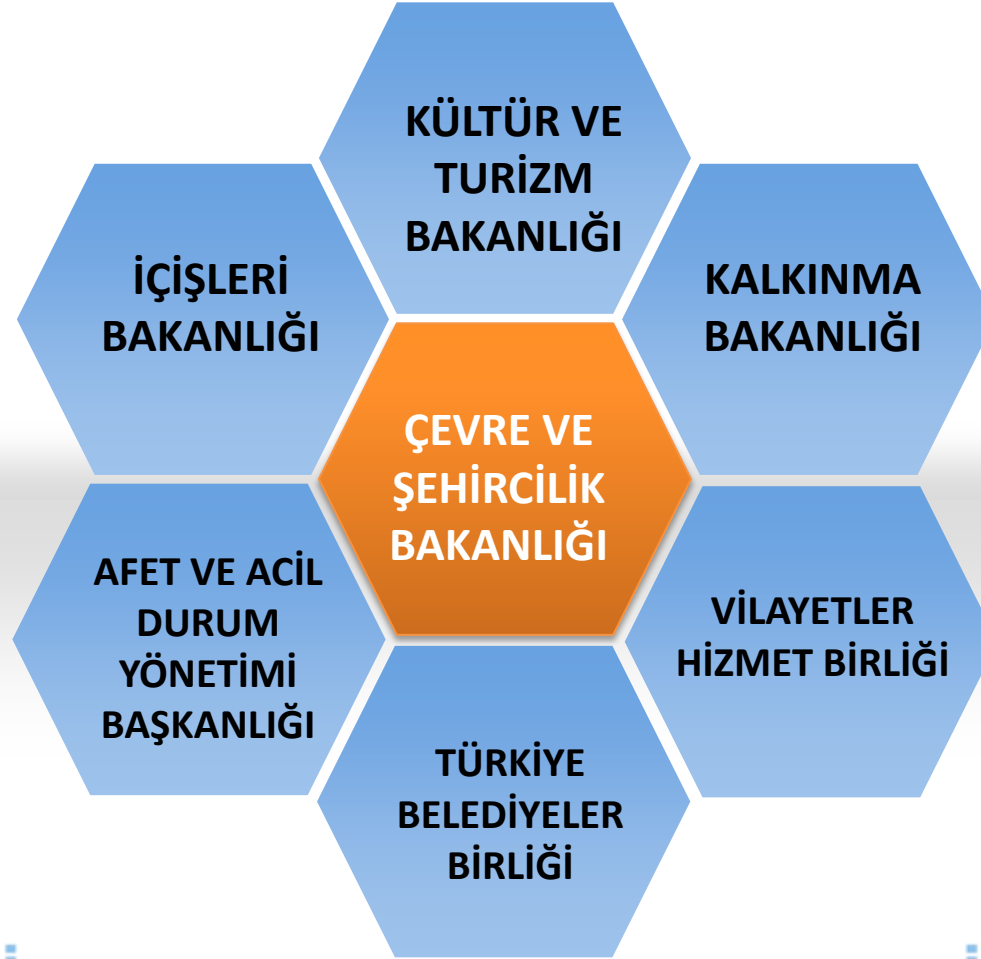 KÜLTÜR VE
TURİZM
BAKANLIĞI
İÇİŞLERİ
BAKANLIĞI
KALKINMA
BAKANLIĞI
ÇEVRE VE
ŞEHİRCİLİK
BAKANLIĞI
AFET VE ACİL
DURUM
YÖNETİMİ
BAŞKANLIĞI
VİLAYETLER
HİZMET BİRLİĞİ
TÜRKİYE
BELEDİYELER
BİRLİĞİ